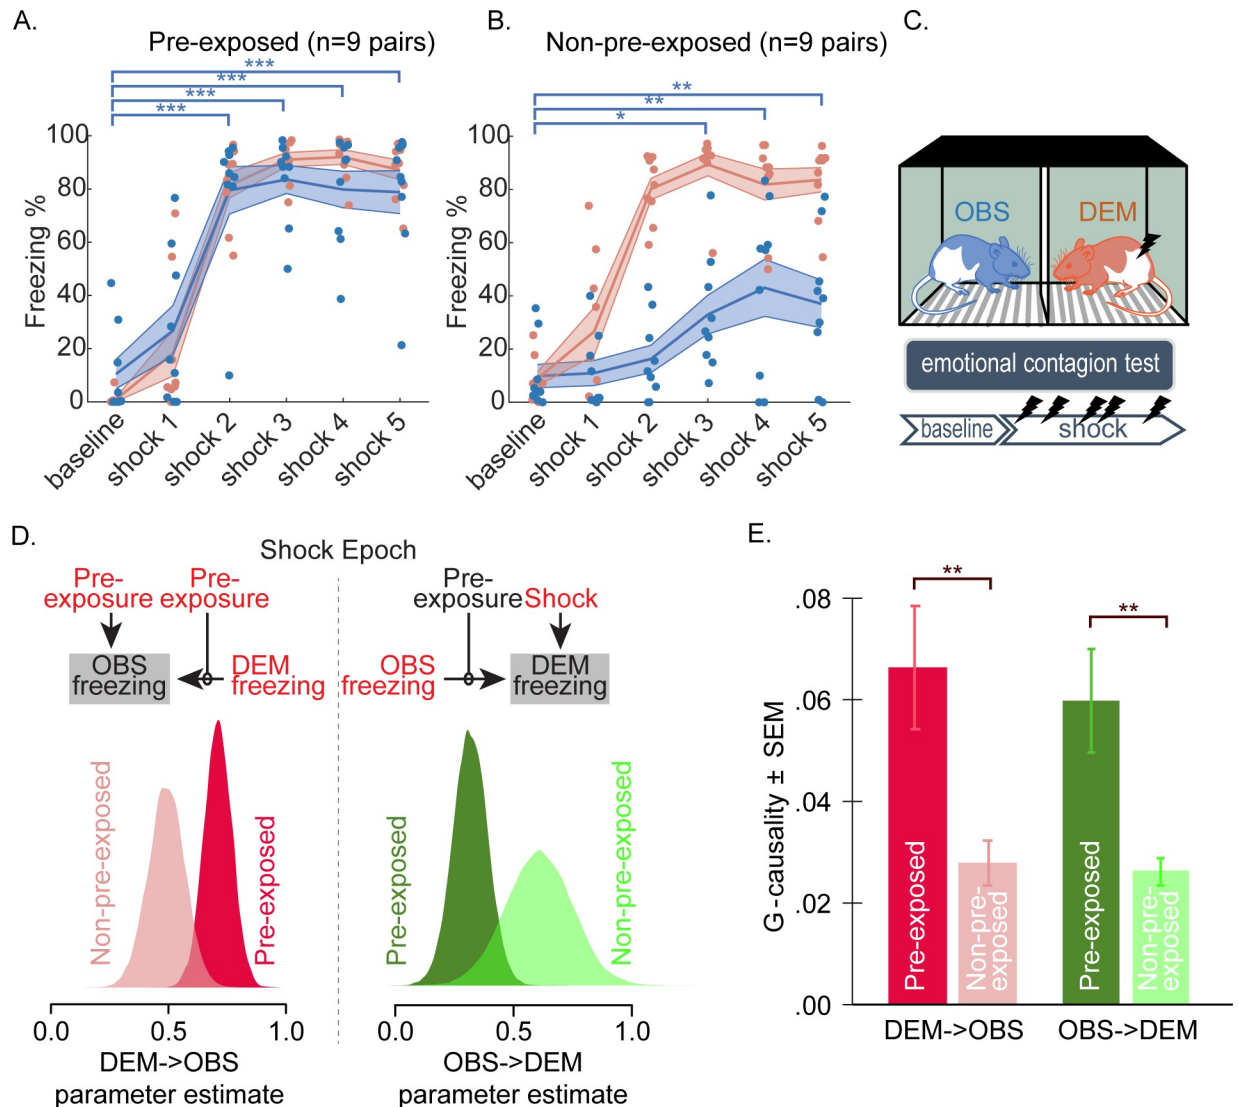 A.
Pre-exposed (n=9 pairs)
***
***
***
***
100
80
60
40
20
0
Freezing %
baseline
shock 1
shock 2
shock 3
shock 4
shock 5
B.
Non-pre-exposed (n=9 pairs)
**
**
*
100
80
60
40
20
0
Freezing %
baseline
shock 1
shock 2
shock 3
shock 4
shock 5
C.
OBS
DEM
emotional contagion test
baseline
shock
D.
Shock Epoch
Pre-
exposure
Pre-
exposure
OBS
freezing
DEM
freezing
Non-pre-exposed
Pre-exposed
0.0
0.5
1.0
DEM->OBS
parameter estimate
Pre-
exposure
Shock
OBS
freezing
DEM
freezing
Pre-exposed
Non-pre-exposed
0.0
0.5
1.0
OBS->DEM
parameter estimate
E.
**
**
.08
.06
.04
.02
.00
G-causality ± SEM
Pre-exposed
Non-pre-
exposed
Pre-exposed
Non-pre-
exposed
DEM->OBS
OBS->DEM